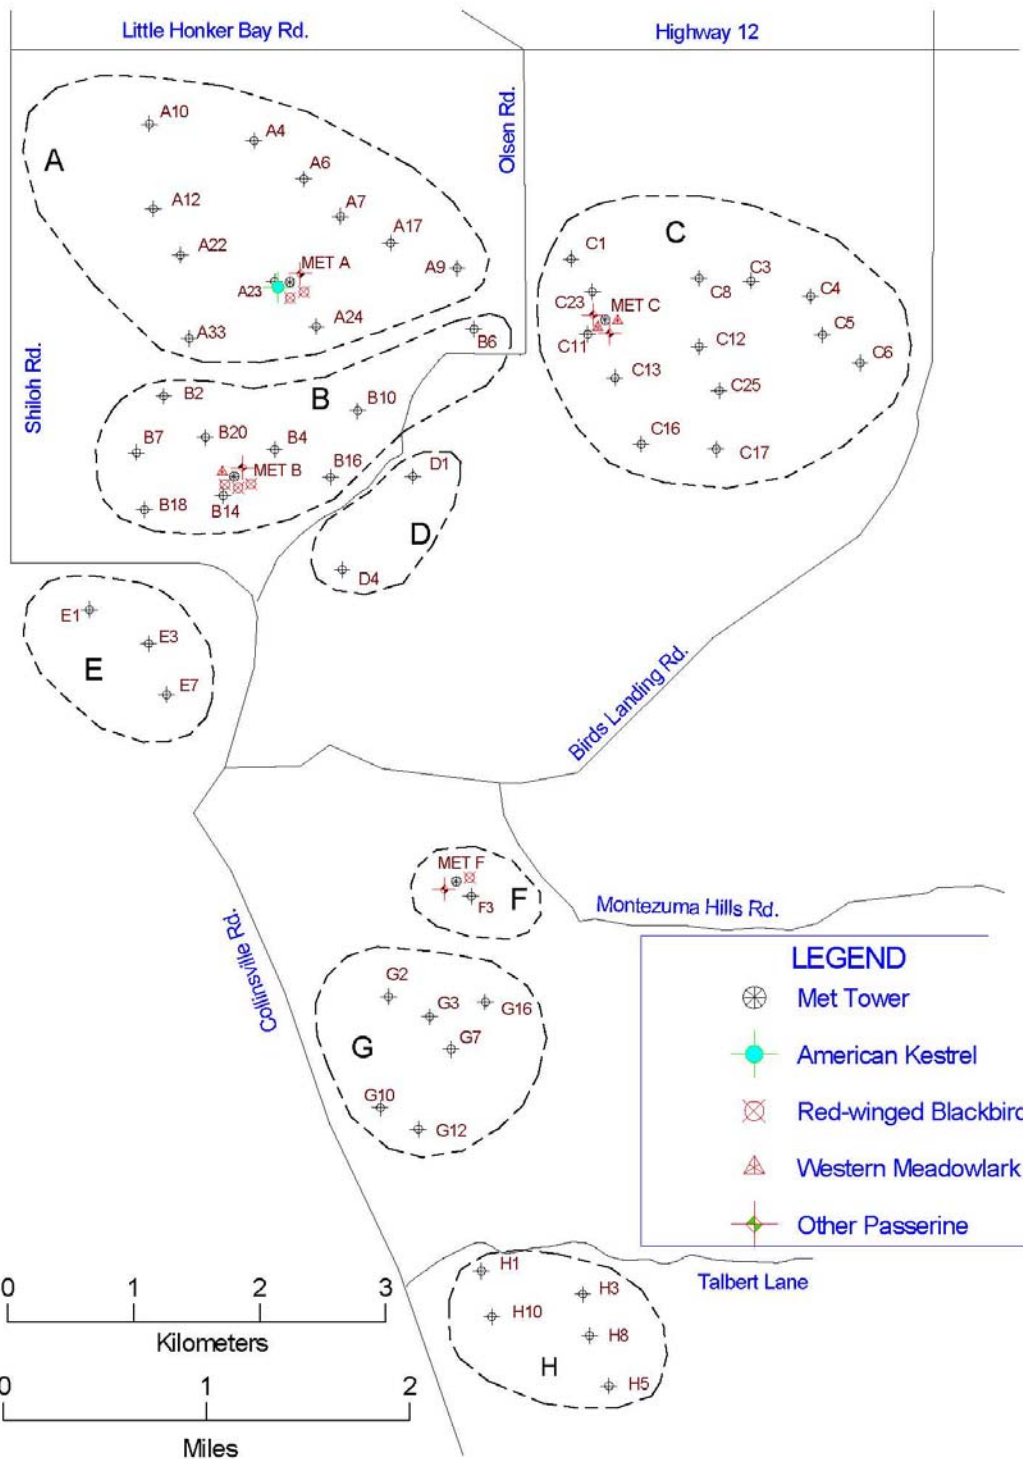 Little Honker Bay Rd.
Highway 12
Olsen Rd.
Shiloh Rd.
A
A10
A4
A6
A12
A7
A17
A22
A9
MET A
A23
A24
A33
C
C1
C3
C8
C4
C23
MET C
C5
C11
C12
C6
C13
C25
C16
C17
B
B6
B2
B10
B20
B4
B7
B16
MET B
B18
B14
D
D1
D4
E
E1
E3
E7
Birds Landing Rd.
Collinsville Rd.
MET F
F
F3
Montezuma Hills Rd.
G
G2
G3
G16
G7
G10
G12
LEGEND
Met Tower
American Kestrel
Red-winged Blackbird
Western Meadowlark
Other Passerine
Talbert Lane
H
H1
H3
H10
H8
H5
0 1 2 3
Kilometers
0 1 2
Miles